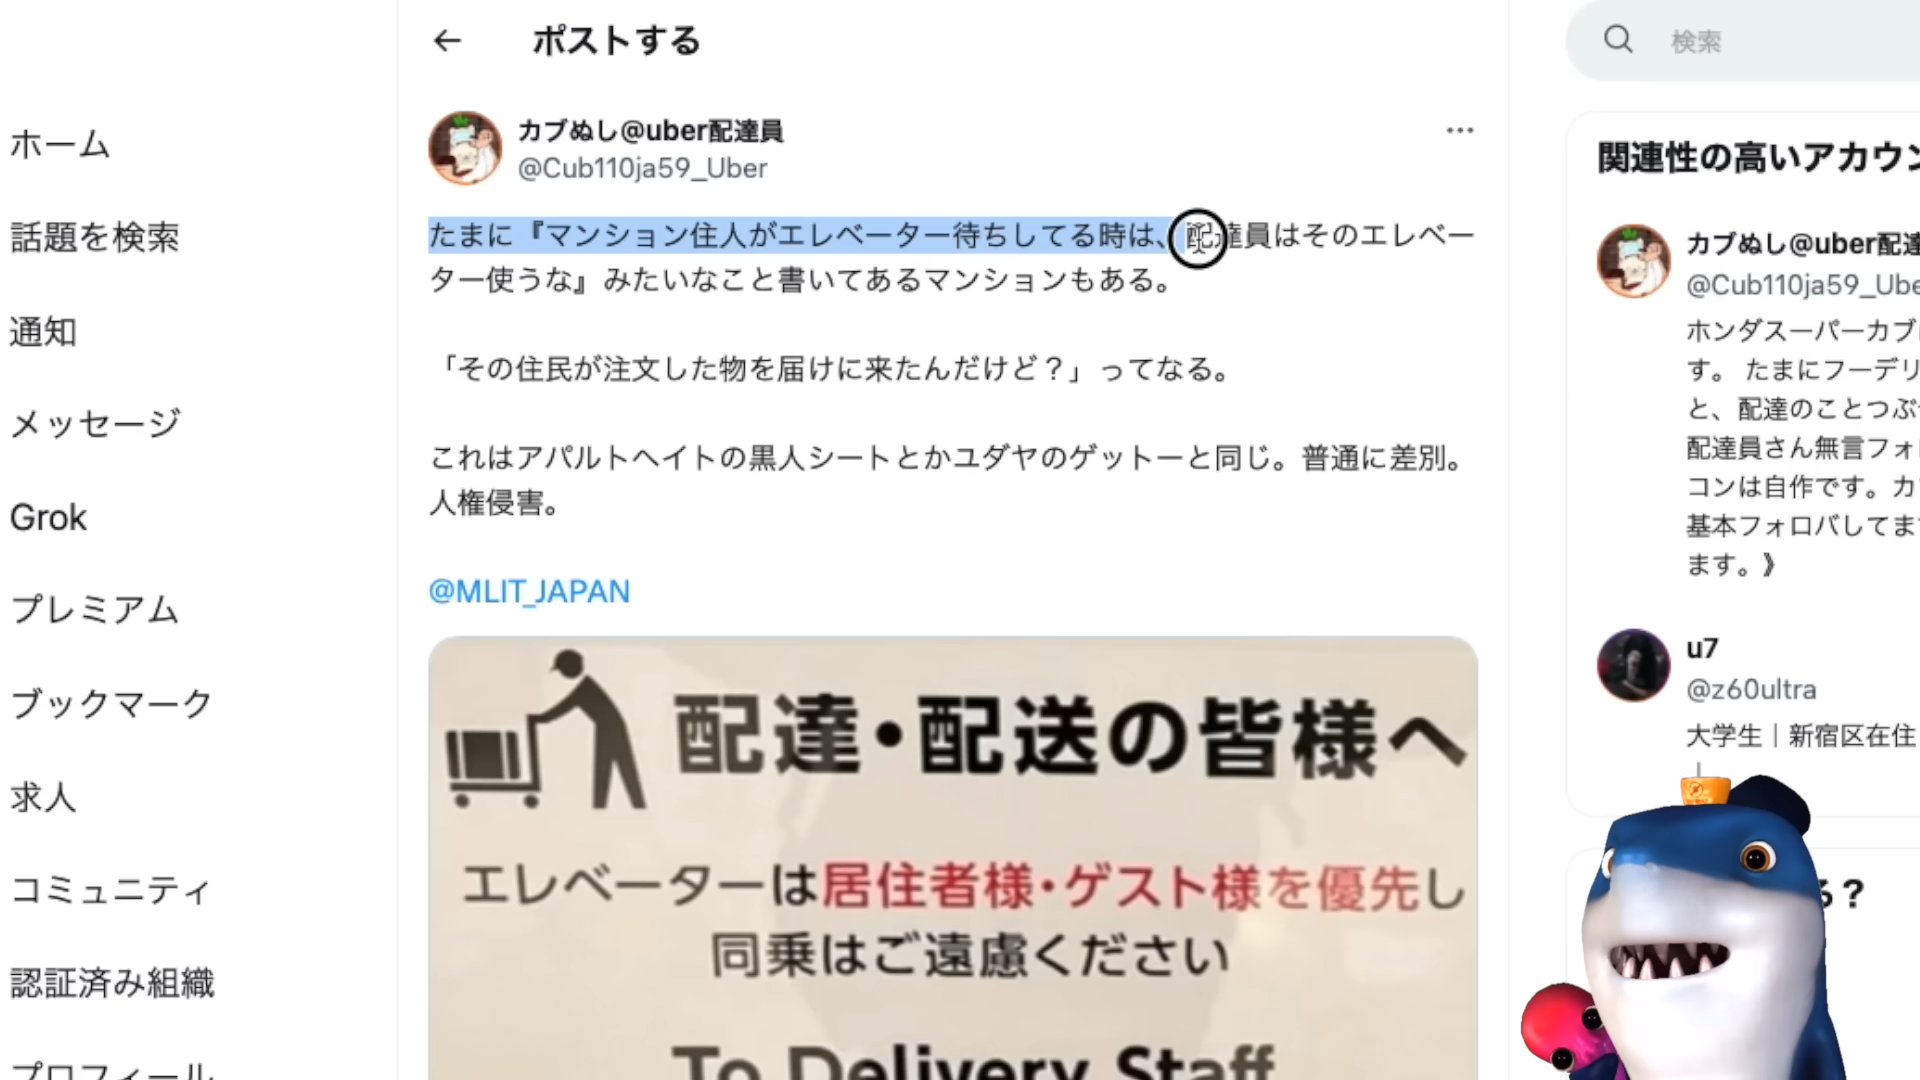 ポストする
検索
ホーム
話題を検索
通知
メッセージ
Grok
プレミアム
ブックマーク
求人
コミュニティ
認証済み組織
プロフィール
カブぬし@uber配達員
@Cub110ja59_Uber
たまに『マンション住人がエレベーター待ちしてる時は、配達員はそのエレベー
ター使うな』みたいなこと書いてあるマンションもある。
「その住民が注文した物を届けに来たんだけど？」ってなる。
これはアパルトヘイトの黒人シートとかユダヤのゲットーと同じ。普通に差別。
人権侵害。
@MLIT_JAPAN
配達・配送の皆様へ
エレベーターは居住者様・ゲスト様を優先し
同乗はご遠慮ください
To Delivery Staff
関連性の高いアカウン
カブぬし@uber配達
@Cub110ja59_Ube
ホンダスーパーカブ
す。 たまにフーデリ
と、配達のことつぶ
配達員さん無言フォ
コンは自作です。カ
基本フォロバしてま
ます。》
u7
@z60ultra
大学生｜新宿区在住
る？